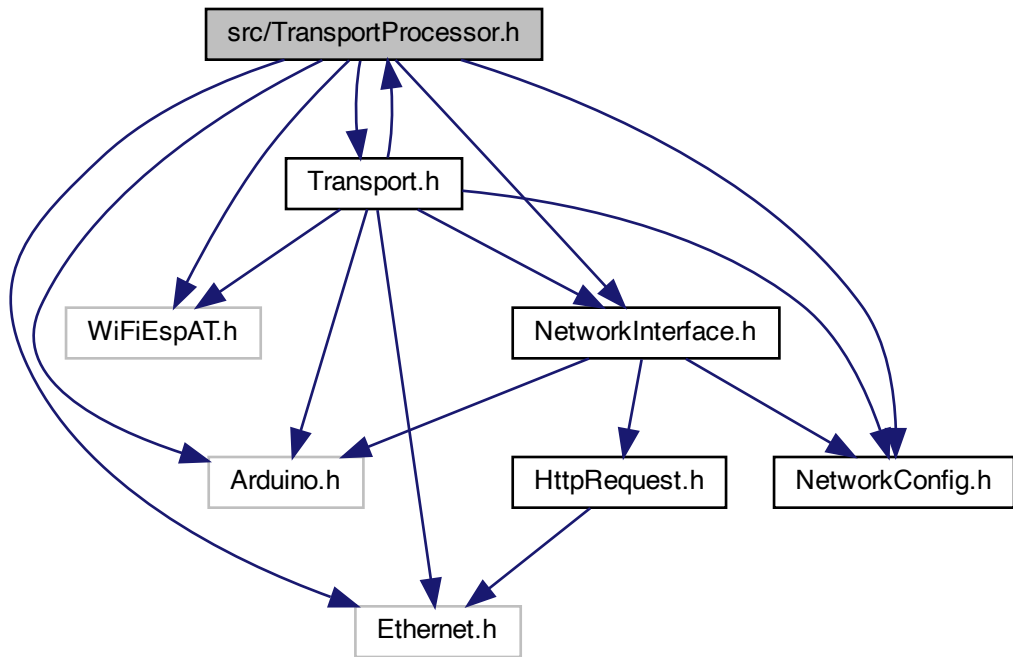 src/TransportProcessor.h
Transport.h
WiFiEspAT.h
NetworkInterface.h
Arduino.h
HttpRequest.h
NetworkConfig.h
Ethernet.h